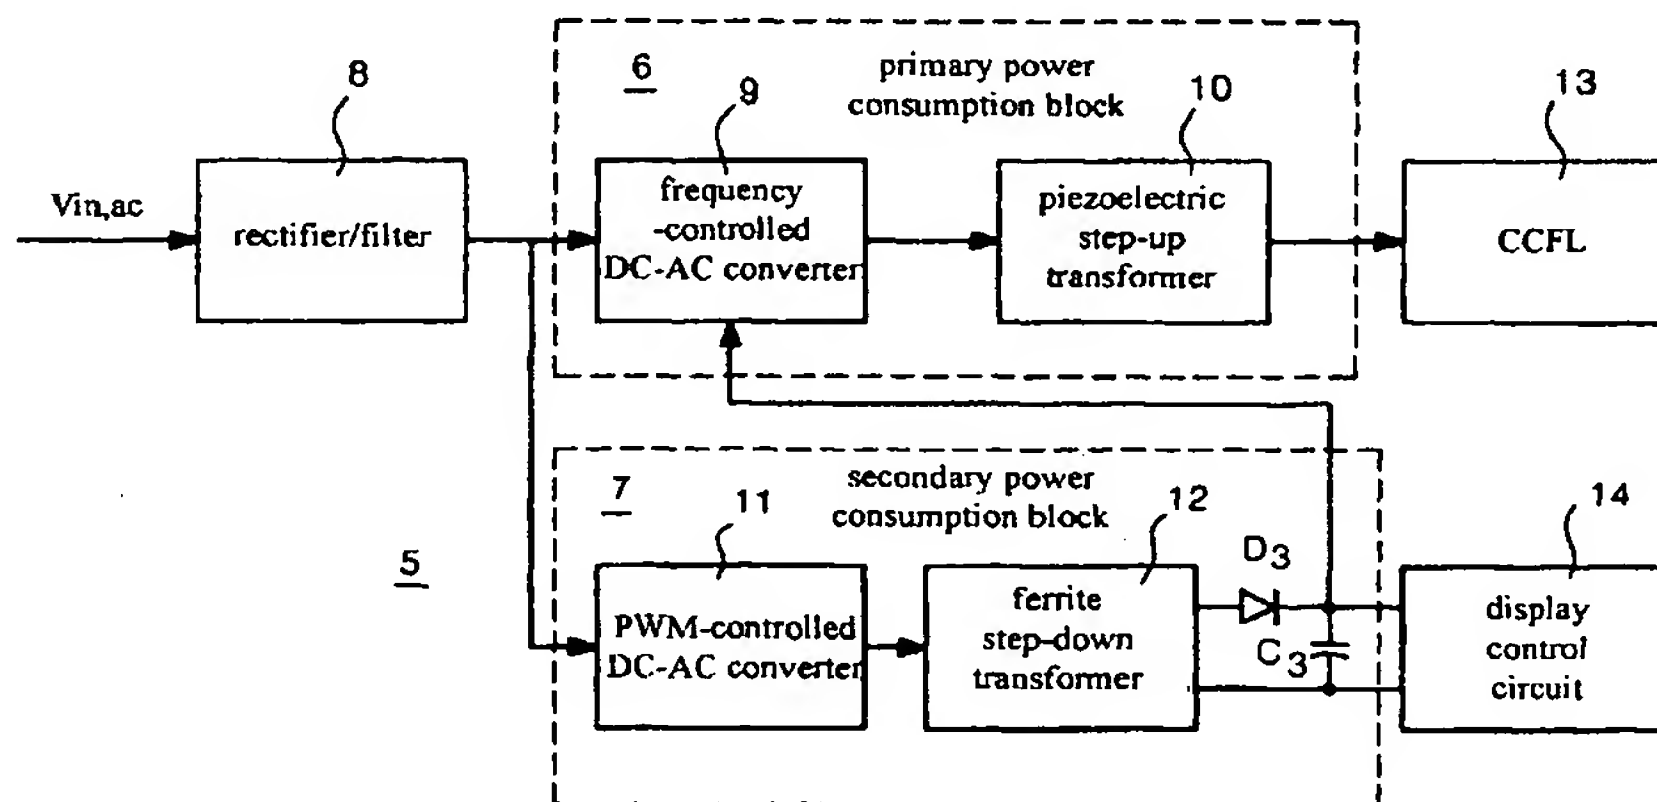 6
primary power
consumption block
8
9
10
13
Vin,ac
rectifier/filter
frequency
-controlled
DC-AC converter
piezoelectric
step-up
transformer
CCFL
7
secondary power
consumption block
11
12
14
5
D3
C3
PWM-controlled
DC-AC converter
ferrite
step-down
transformer
display
control
circuit